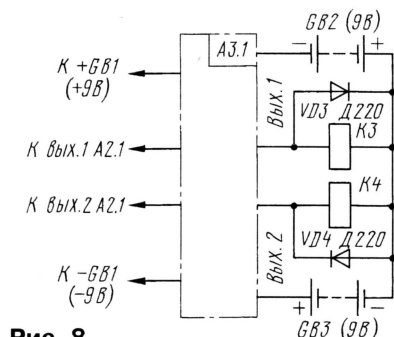 К +GB1
(+9В)
К Вых.1 А2.1
К Вых.2 А2.1
К -GB1
(-9В)
А3.1
Вых.1
Вых.2
GB2 (9В)
− +
VD3 Д220
К3
К4
VD4 Д220
+ −
GB3 (9В)
Рис. 8